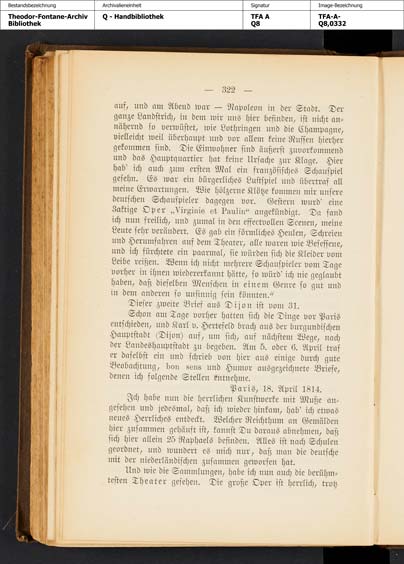 Bestandsbezeichnung
Archivalieneinheit
Signatur
Image-Bezeichnung
Theodor-Fontane-Archiv
Bibliothek
Q - Handbibliothek
TFA A
Q8
TFA-A-
Q8,0332
— 322 —
auf, und am Abend war — Napoleon in der Stadt. Der
ganze Landstrich, in dem wir uns hier befinden, ist nicht an-
nähernd so verwüstet, wie Lothringen und die Champagne,
vielleicht weil überhaupt und vor allem keine Russen hierher
gekommen sind. Die Einwohner sind äußerst zuvorkommend
und das Hauptquartier hat keine Ursache zur Klage. Hier
hab' ich auch zum ersten Mal ein französisches Schauspiel
gesehn. Es war ein bürgerliches Lustspiel und übertraf all
meine Erwartungen. Wie hölzerne Klötze kommen mir unsere
deutschen Schauspieler dagegen vor. Gestern wurd' eine
3aktige Oper „Virginie et Paulin“ angekündigt. Da fand
ich nun freilich, und zumal in den effectvollen Scenen, meine
Leute sehr verändert. Es gab ein förmliches Heulen, Schreien
und Herumfahren auf dem Theater, alle waren wie Besessene,
und ich fürchtete ein paarmal, sie würden sich die Kleider vom
Leibe reißen. Wenn ich nicht mehrere Schauspieler vom Tage
vorher in ihnen wiedererkannt hätte, so würd' ich nie geglaubt
haben, daß dieselben Menschen in einem Genre so gut und
in dem anderen so unsinnig sein könnten.“
Dieser zweite Brief aus Dijon ist vom 31.
Schon am Tage vorher hatten sich die Dinge vor Paris
entschieden, und Karl v. Hertefeld brach aus der burgundischen
Hauptstadt (Dijon) auf, um sich, auf nächstem Wege, nach
der Landeshauptstadt zu begeben. Am 5. oder 6. April traf
er daselbst ein und schrieb von hier aus einige durch gute
Beobachtung, bon sens und Humor ausgezeichnete Briefe,
denen ich folgende Stellen entnehme.
Paris, 18. April 1814.
Ich habe nun die herrlichen Kunstwerke mit Muße an-
gesehen und jedesmal, daß ich wieder hinkam, hab' ich etwas
neues Herrliches entdeckt. Welcher Reichthum an Gemälden
hier zusammen gehäuft ist, kannst Du daraus abnehmen, daß
sich hier allein 25 Raphaels befinden. Alles ist nach Schulen
geordnet, und wundert es mich nur, daß man die deutsche
mit der niederländischen zusammen geworfen hat.
Und wie die Sammlungen, habe ich nun auch die berühm-
testen Theater gesehen. Die große Oper ist herrlich, trotz